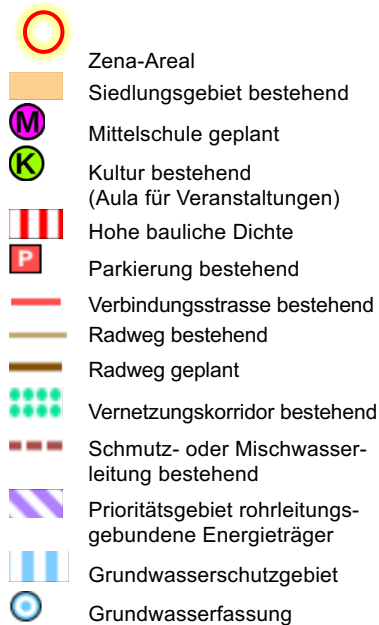 Zena-Areal
Siedlungsgebiet bestehend
M
Mittelschule geplant
K
Kultur bestehend
(Aula für Veranstaltungen)
Hohe bauliche Dichte
P
Parkierung bestehend
Verbindungsstrasse bestehend
Radweg bestehend
Radweg geplant
Vernetzungskorridor bestehend
Schmutz- oder Mischwasser-
leitung bestehend
Prioritätsgebiet rohrleitungs-
gebundene Energieträger
Grundwasserschutzgebiet
Grundwasserfassung